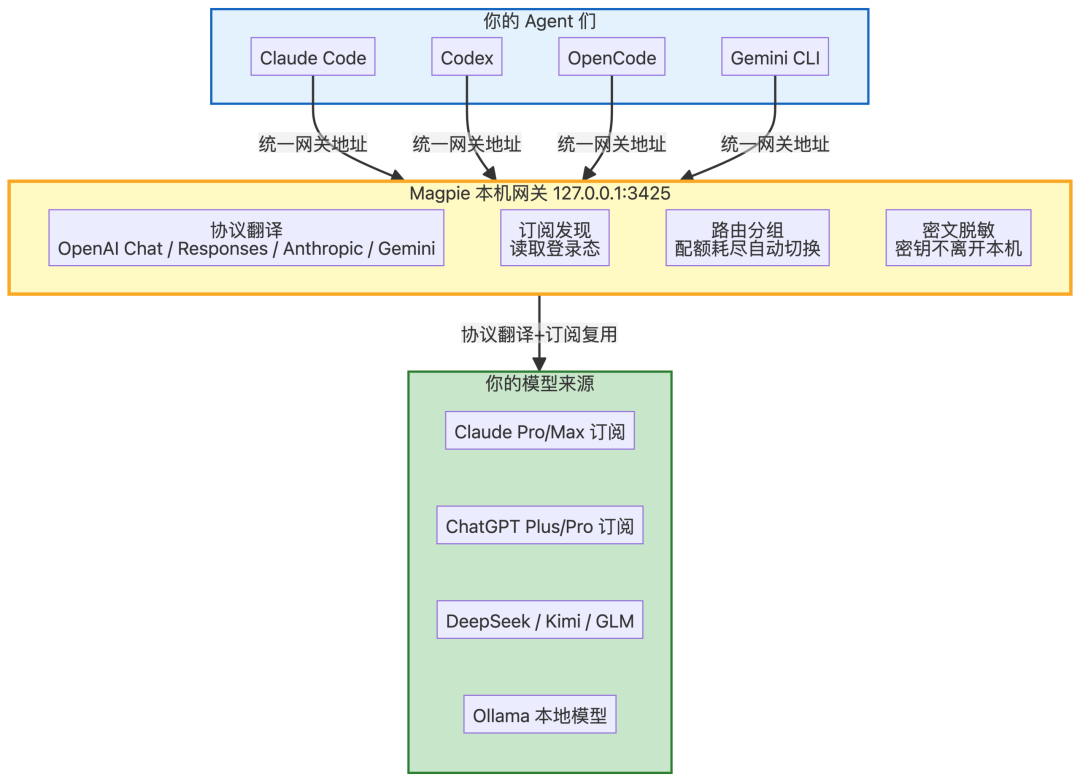 你的 Agent 们
Claude Code
Codex
OpenCode
Gemini CLI
统一网关地址
统一网关地址
统一网关地址
统一网关地址
Magpie 本机网关 127.0.0.1:3425
协议翻译
OpenAI Chat / Responses / Anthropic / Gemini
订阅发现
读取登录态
路由分组
配额耗尽自动切换
密文脱敏
密钥不离开本机
协议翻译+订阅复用
你的模型来源
Claude Pro/Max 订阅
ChatGPT Plus/Pro 订阅
DeepSeek / Kimi / GLM
Ollama 本地模型